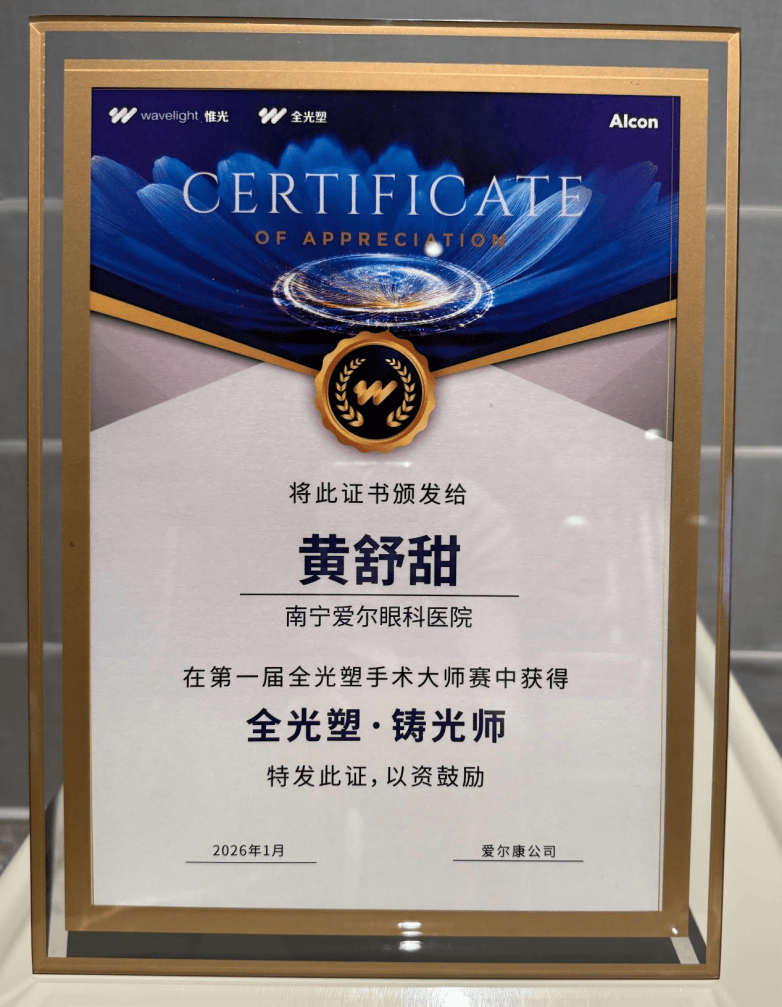 wavelight 惟光 全光塑 Alcon
CERTIFICATE
OF APPRECIATION
将此证书颁发给
黄舒甜
南宁爱尔眼科医院
在第一届全光塑手术大师赛中获得
全光塑·铸光师
特发此证，以资鼓励
2026年1月 爱尔康公司